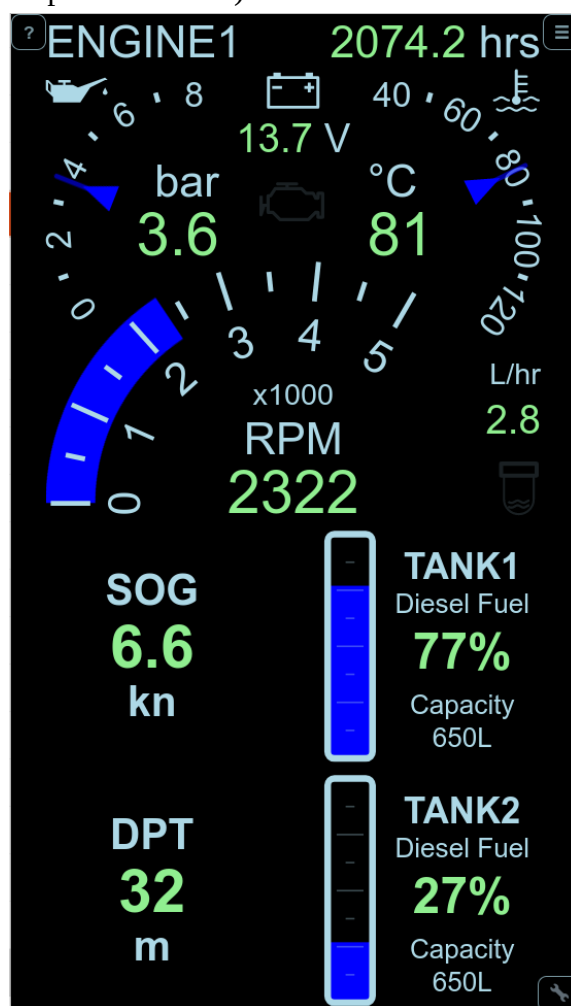 ?
ENGINE1 2074.2 hrs
0 2 4 6 8
- +
13.7 V
40 60 80 100 120
bar
3.6
°C
81
0 1 2 3 4 5
x1000
RPM
2322
L/hr
2.8
SOG
6.6
kn
TANK1
Diesel Fuel
77%
Capacity
650L
DPT
32
m
TANK2
Diesel Fuel
27%
Capacity
650L